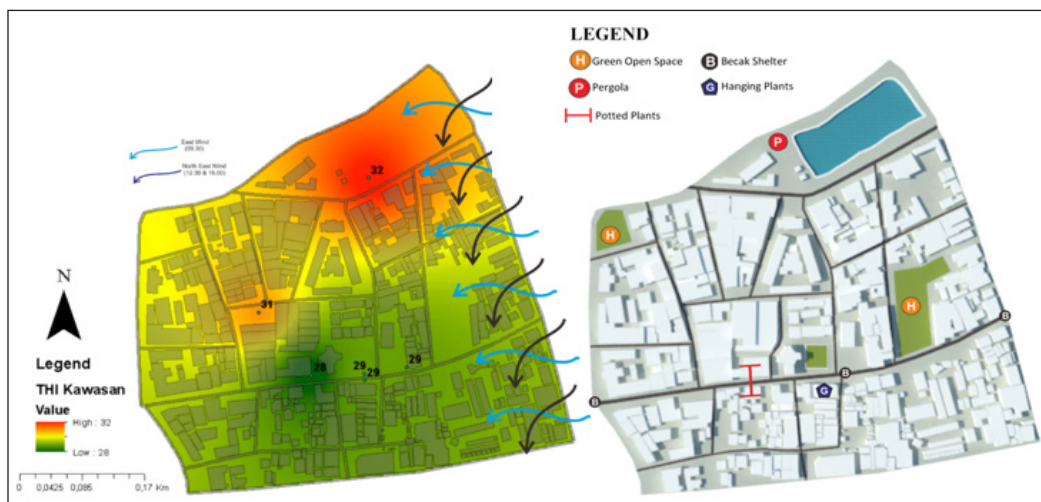 East Wind
(09.30)
North East Wind
(12.30 & 16.00)
32
31
28
29
29
29
N
Legend
THI Kawasan
Value
High : 32
Low : 28
0 0,0425 0,085 0,17 Km
LEGEND
H Green Open Space
B Becak Shelter
P Pergola
G Hanging Plants
Potted Plants
P
H
H
B
B
B
G